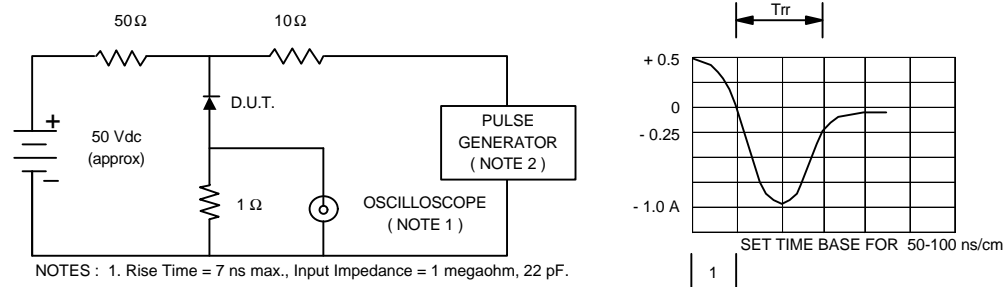 50Ω
10Ω
Trr
+
50 Vdc
(approx)
−
D.U.T.
1 Ω
OSCILLOSCOPE
( NOTE 1 )
PULSE
GENERATOR
( NOTE 2 )
+ 0.5
0
- 0.25
- 1.0 A
SET TIME BASE FOR 50-100 ns/cm
1
NOTES : 1. Rise Time = 7 ns max., Input Impedance = 1 megaohm, 22 pF.